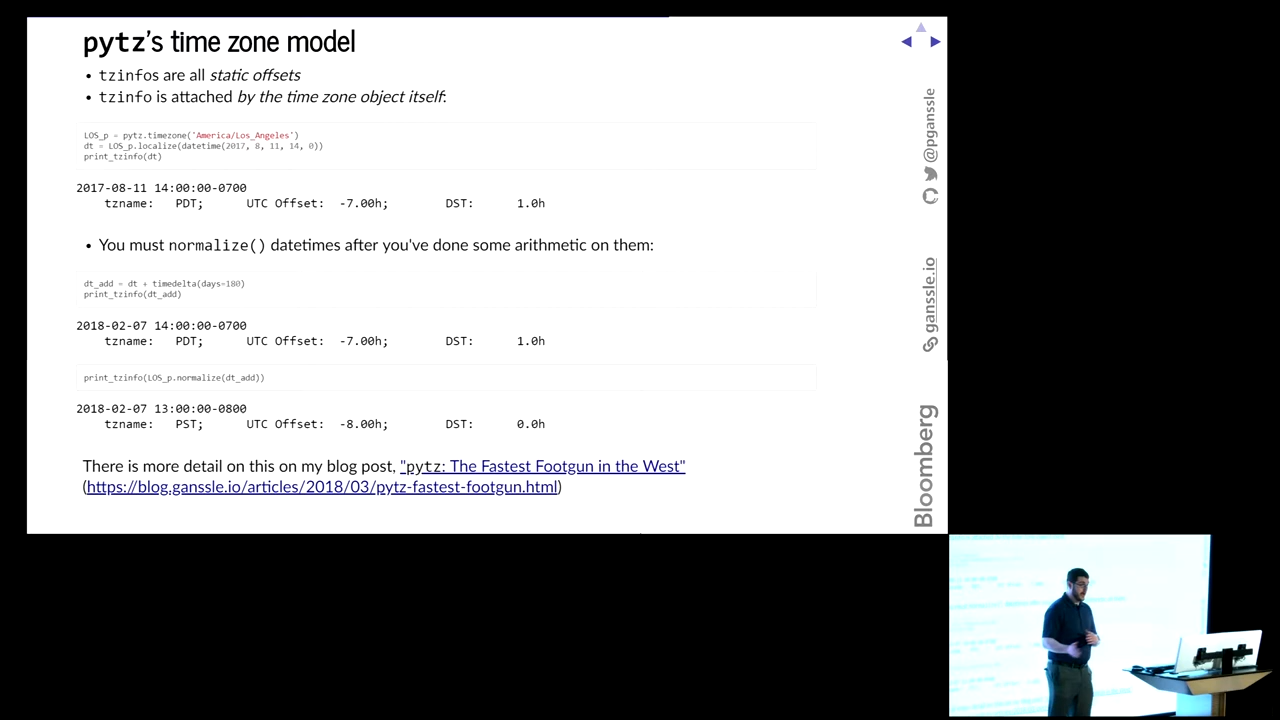 pytz's time zone model
• tzinfos are all static offsets
• tzinfo is attached by the time zone object itself:
LOS_p = pytz.timezone('America/Los_Angeles')
dt = LOS_p.localize(datetime(2017, 8, 11, 14, 0))
print_tzinfo(dt)
2017-08-11 14:00:00-0700
tzname: PDT; UTC Offset: -7.00h; DST: 1.0h
• You must normalize() datetimes after you've done some arithmetic on them:
dt_add = dt + timedelta(days=180)
print_tzinfo(dt_add)
2018-02-07 14:00:00-0700
tzname: PDT; UTC Offset: -7.00h; DST: 1.0h
print_tzinfo(LOS_p.normalize(dt_add))
2018-02-07 13:00:00-0800
tzname: PST; UTC Offset: -8.00h; DST: 0.0h
There is more detail on this on my blog post, "pytz: The Fastest Footgun in the West"
(https://blog.ganssle.io/articles/2018/03/pytz-fastest-footgun.html)
@pganssle
ganssle.io
Bloomberg